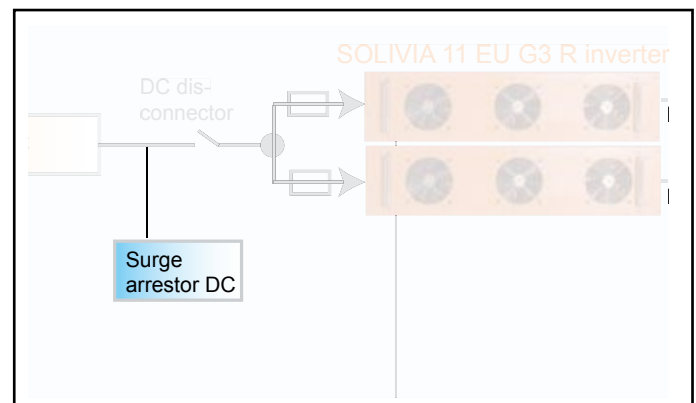 SOLIVIA 11 EU G3 R inverter
DC dis-
connector
Surge
arrestor DC